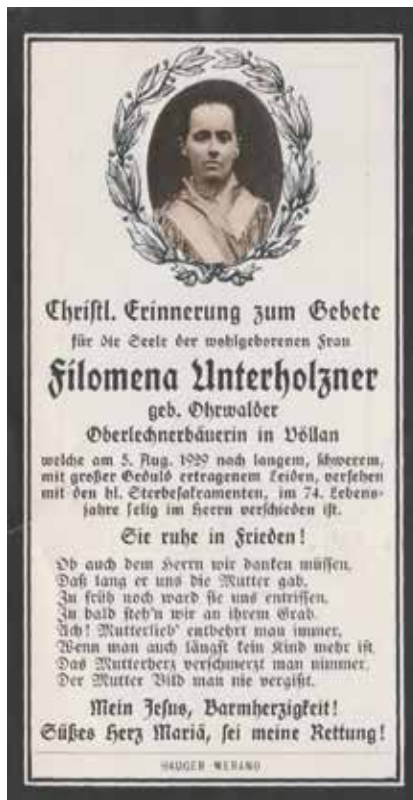 Christl. Erinnerung zum Gebete
für die Seele der wohlgeborenen Frau
Filomena Unterholzner
geb. Ohrwalder
Oberlechnerbäuerin in Völlan
welche am 5. Aug. 1929 nach langem, schwerem,
mit großer Geduld ertragenem Leiden, versehen
mit den hl. Sterbesakramenten, im 74. Lebens-
jahre selig im Herrn verschieden ist.
Sie ruhe in Frieden!
Ob auch dem Herrn wir danken müssen,
Daß lang er uns die Mutter gab.
Zu früh noch ward sie uns entrissen,
Zu bald steh'n wir an ihrem Grab.
Ach! Mutterlieb' entbehrt man immer,
Wenn man auch längst kein Kind mehr ist
Das Mutterherz verschmerzt man nimmer,
Der Mutter Bild man nie vergißt.
Mein Jesus, Barmherzigkeit!
Süßes Herz Mariä, sei meine Rettung!
HAUGER-MERANO